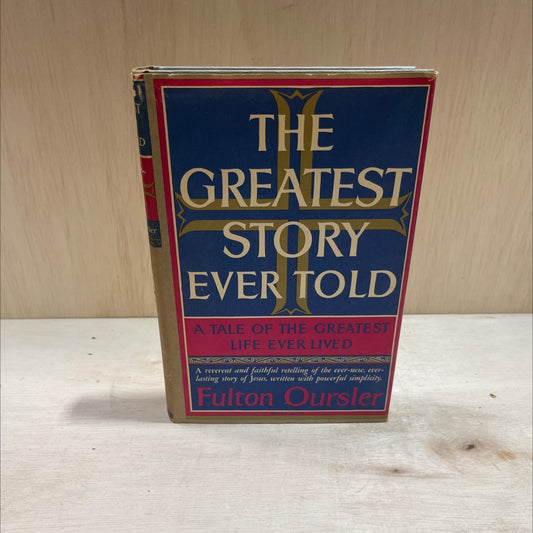 THE
GREATEST
STORY
EVER TOLD
A TALE OF THE GREATEST
LIFE EVER LIVED
A reverent and faithful retelling of the ever-new, ever-
lasting story of Jesus, written with powerful simplicity.
Fulton Oursler